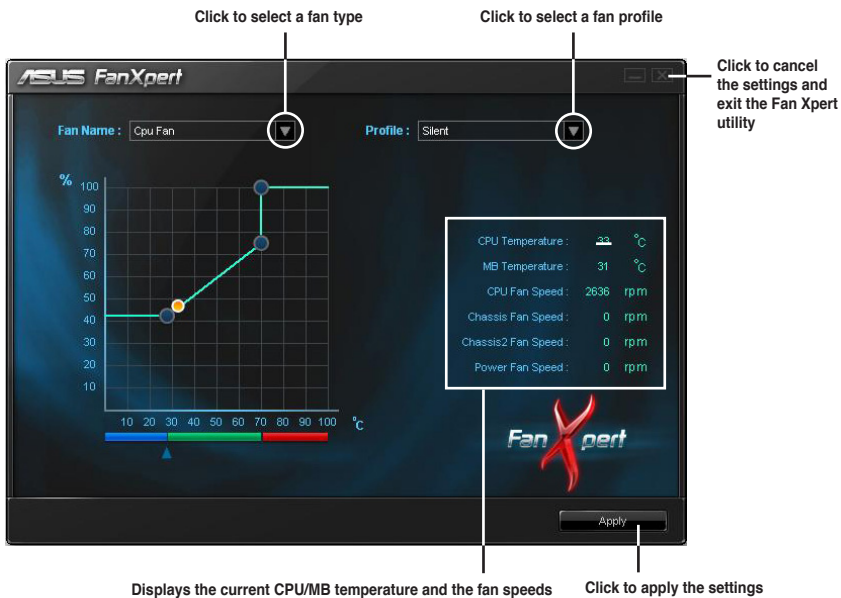 Click to select a fan type
Click to select a fan profile
Click to cancel
the settings and
exit the Fan Xpert
utility
ASUS FanXpert
Fan Name : Cpu Fan
Profile : Silent
%
100
90
80
70
60
50
40
30
20
10
10 20 30 40 50 60 70 80 90 100 °C
CPU Temperature : 33 °C
MB Temperature : 31 °C
CPU Fan Speed : 2636 rpm
Chassis Fan Speed : 0 rpm
Chassis2 Fan Speed : 0 rpm
Power Fan Speed : 0 rpm
Fan Xpert
Apply
Displays the current CPU/MB temperature and the fan speeds
Click to apply the settings